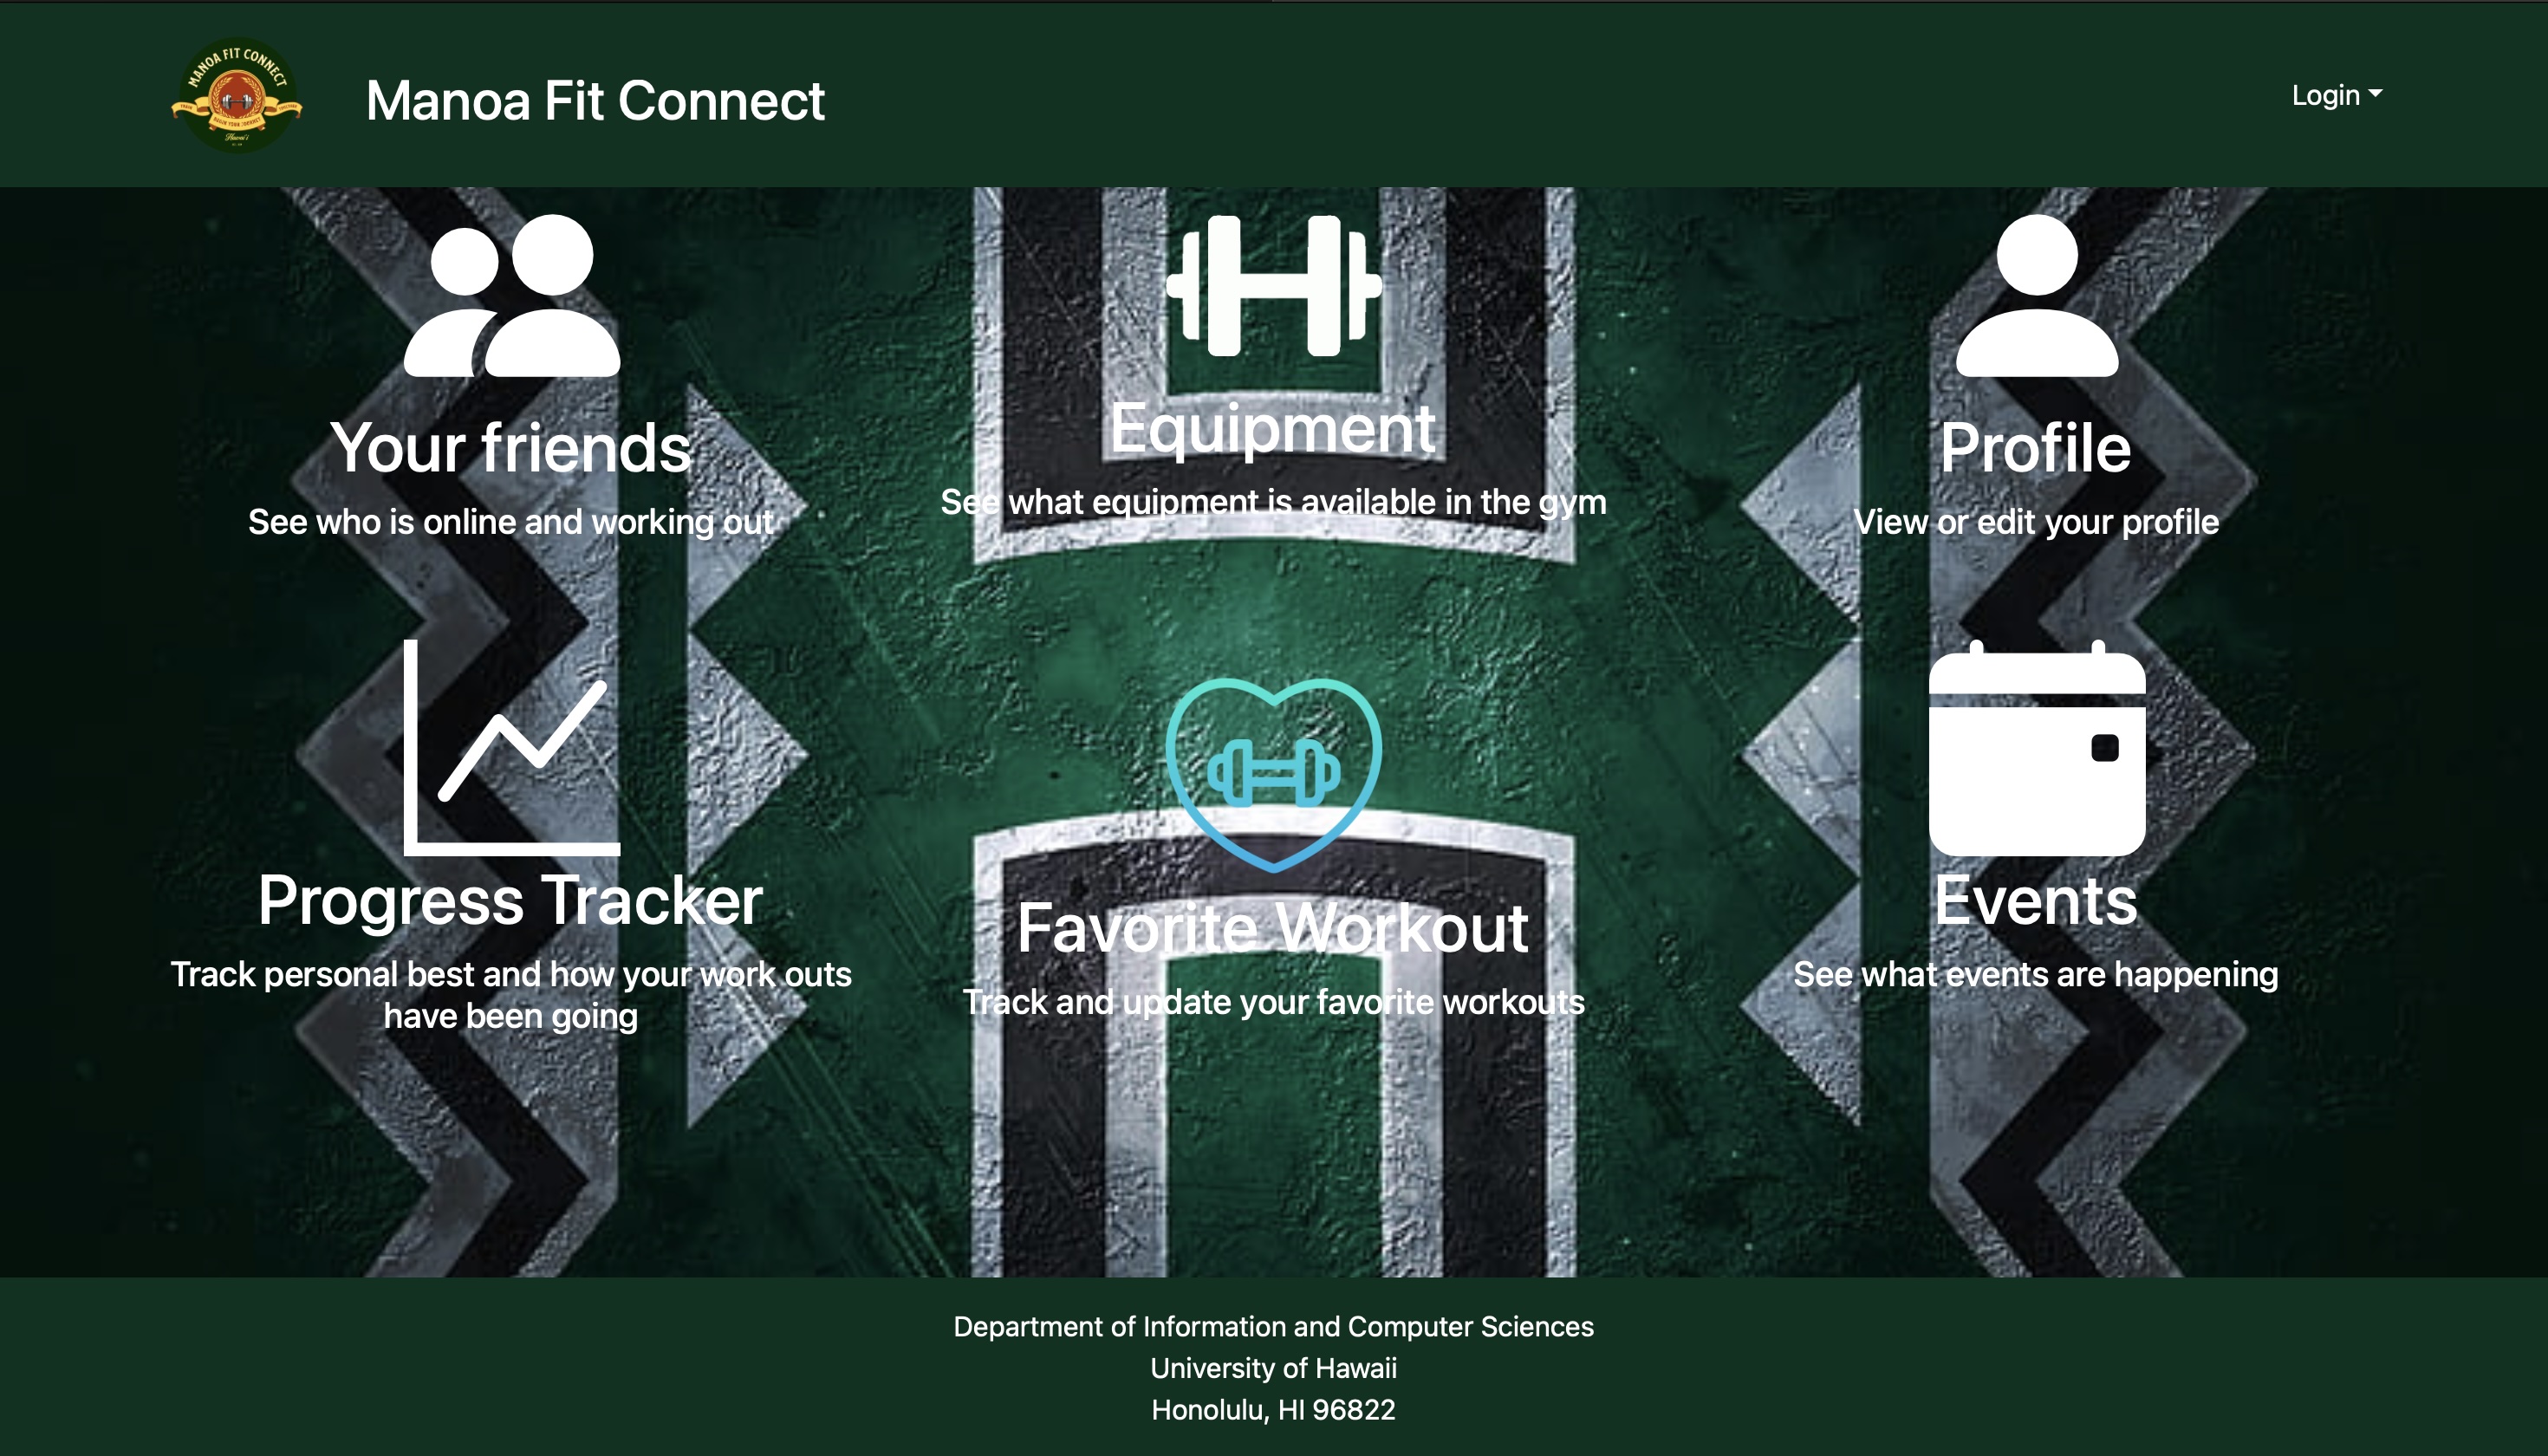 MANOA FIT CONNECT
Manoa Fit Connect
Login
Your friends
See who is online and working out
Equipment
See what equipment is available in the gym
Profile
View or edit your profile
Progress Tracker
Track personal best and how your work outs
have been going
Favorite Workout
Track and update your favorite workouts
Events
See what events are happening
Department of Information and Computer Sciences
University of Hawaii
Honolulu, HI 96822